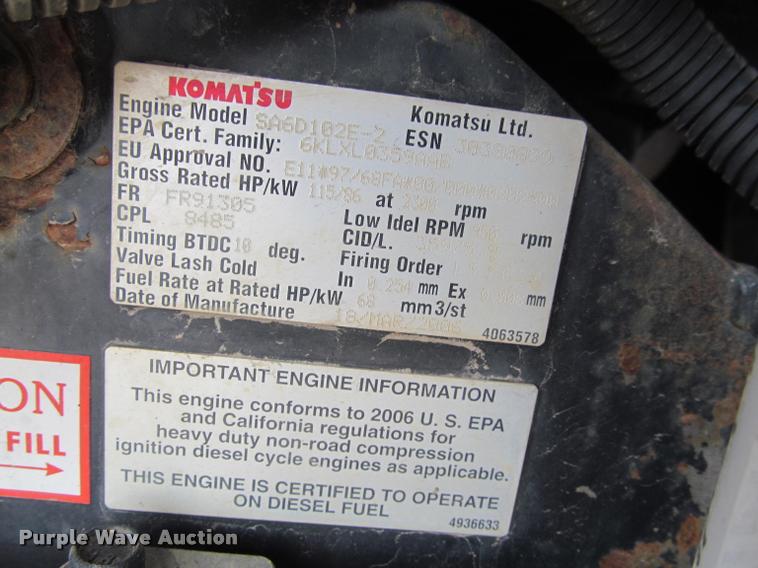 KOMATSU
Komatsu Ltd.
Engine Model SA6D102E-2 ESN
EPA Cert. Family: 6KLXL0359AAB
EU Approval NO.
Gross Rated HP/kW 115/86 at rpm
FR FR91305 Low Idel RPM rpm
CPL 8485 CID/L.
Timing BTDC 10 deg. Firing Order
Valve Lash Cold In 0.254 mm Ex mm
Fuel Rate at Rated HP/kW 68 mm3/st
Date of Manufacture 18/MAR/2006
4063578
ON
FILL
IMPORTANT ENGINE INFORMATION
This engine conforms to 2006 U. S. EPA
and California regulations for
heavy duty non-road compression
ignition diesel cycle engines as applicable.
THIS ENGINE IS CERTIFIED TO OPERATE
ON DIESEL FUEL
4936633
Purple Wave Auction